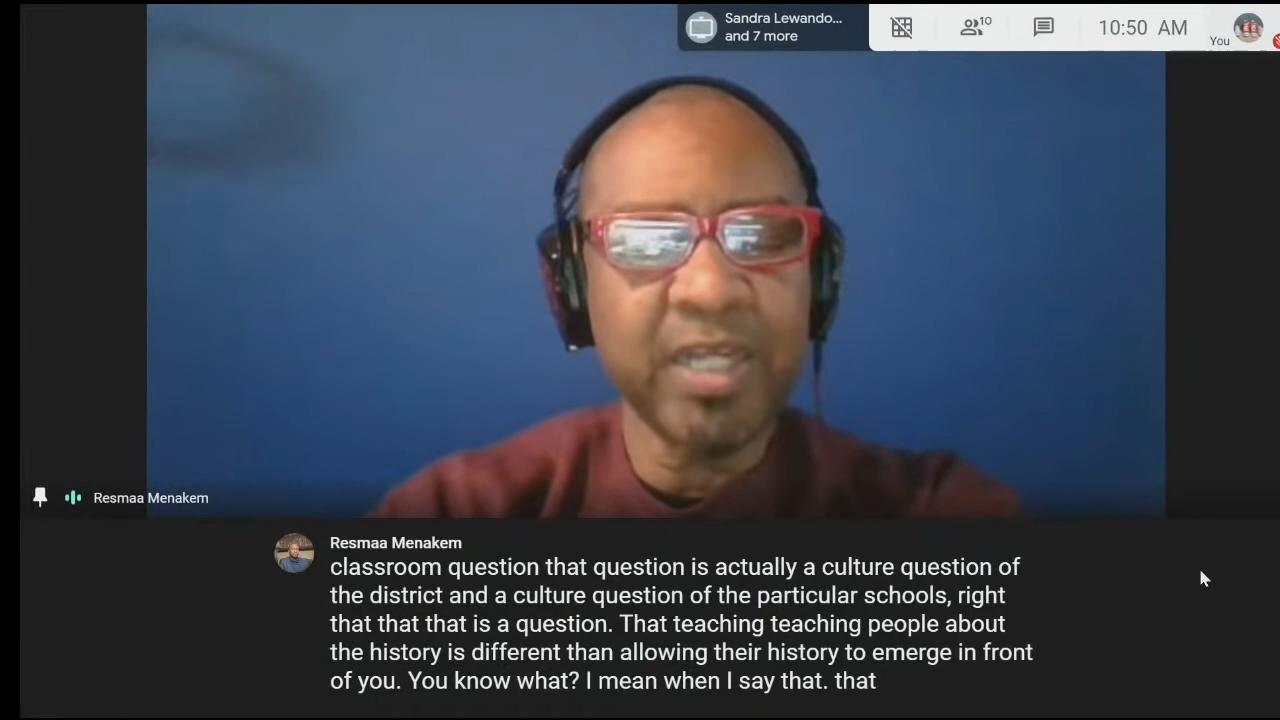 Sandra Lewando...
and 7 more
10
10:50 AM
You
Resmaa Menakem
Resmaa Menakem
classroom question that question is actually a culture question of
the district and a culture question of the particular schools, right
that that that is a question. That teaching teaching people about
the history is different than allowing their history to emerge in front
of you. You know what? I mean when I say that. that